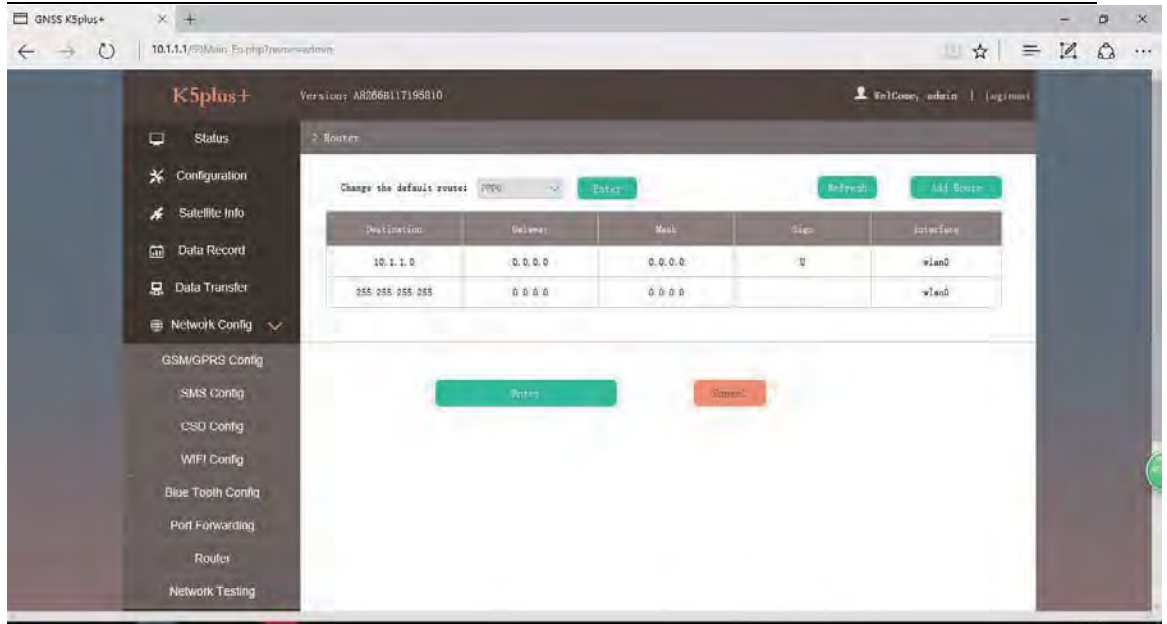 GNSS K5plus+
10.1.1.1/
K5plus+
Version: AR266B117195810
WelCome, admin | loginout
Status
> Router
Configuration
Change the default route: PPP0 Enter Refresh Add Route
Satellite Info
Destination Gateway Mask Sign Interface
Data Record
10.1.1.0 0.0.0.0 0.0.0.0 U wlan0
Data Transfer
255.255.255.255 0.0.0.0 0.0.0.0 wlan0
Network Config
GSM/GPRS Config
Enter Cancel
SMS Config
CSD Config
WIFI Config
Blue Tooth Config
Port Forwarding
Router
Network Testing